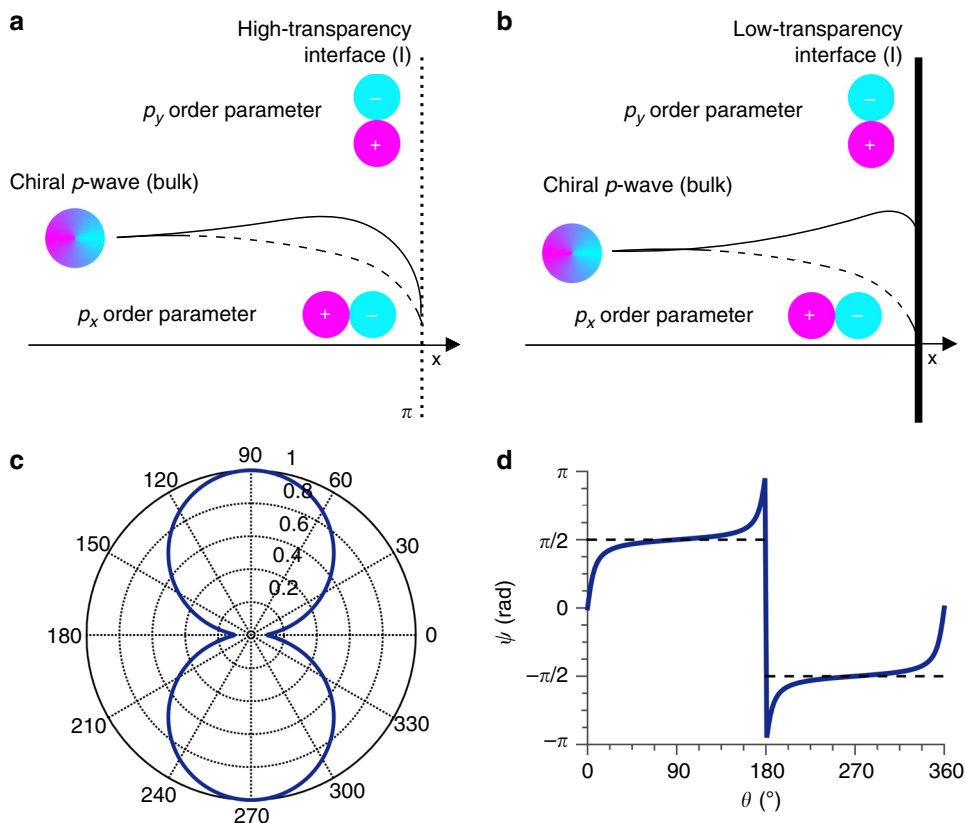 a
High-transparency
interface (I)
p_y order parameter
−
+
Chiral p-wave (bulk)
p_x order parameter
+
−
x
π
b
Low-transparency
interface (I)
p_y order parameter
−
+
Chiral p-wave (bulk)
p_x order parameter
+
−
x
c
90
1
120
60
0.8
0.6
150
30
0.4
0.2
180
0
210
330
240
300
270
d
π
π/2
0
−π/2
−π
ψ (rad)
0
90
180
270
360
θ (°)